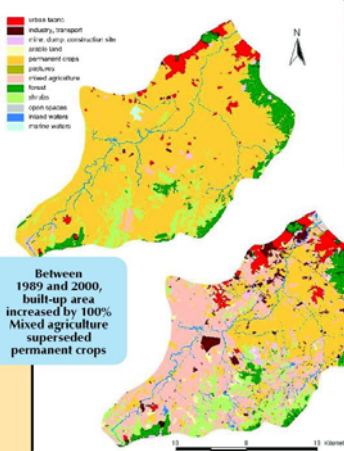 urban fabric
industry, transport
mine, dump, construction site
arable land
permanent crops
pastures
mixed agriculture
forest
shrubs
open spaces
inland waters
marine waters
N
Between
1989 and 2000,
built-up area
increased by 100%
Mixed agriculture
superseded
permanent crops